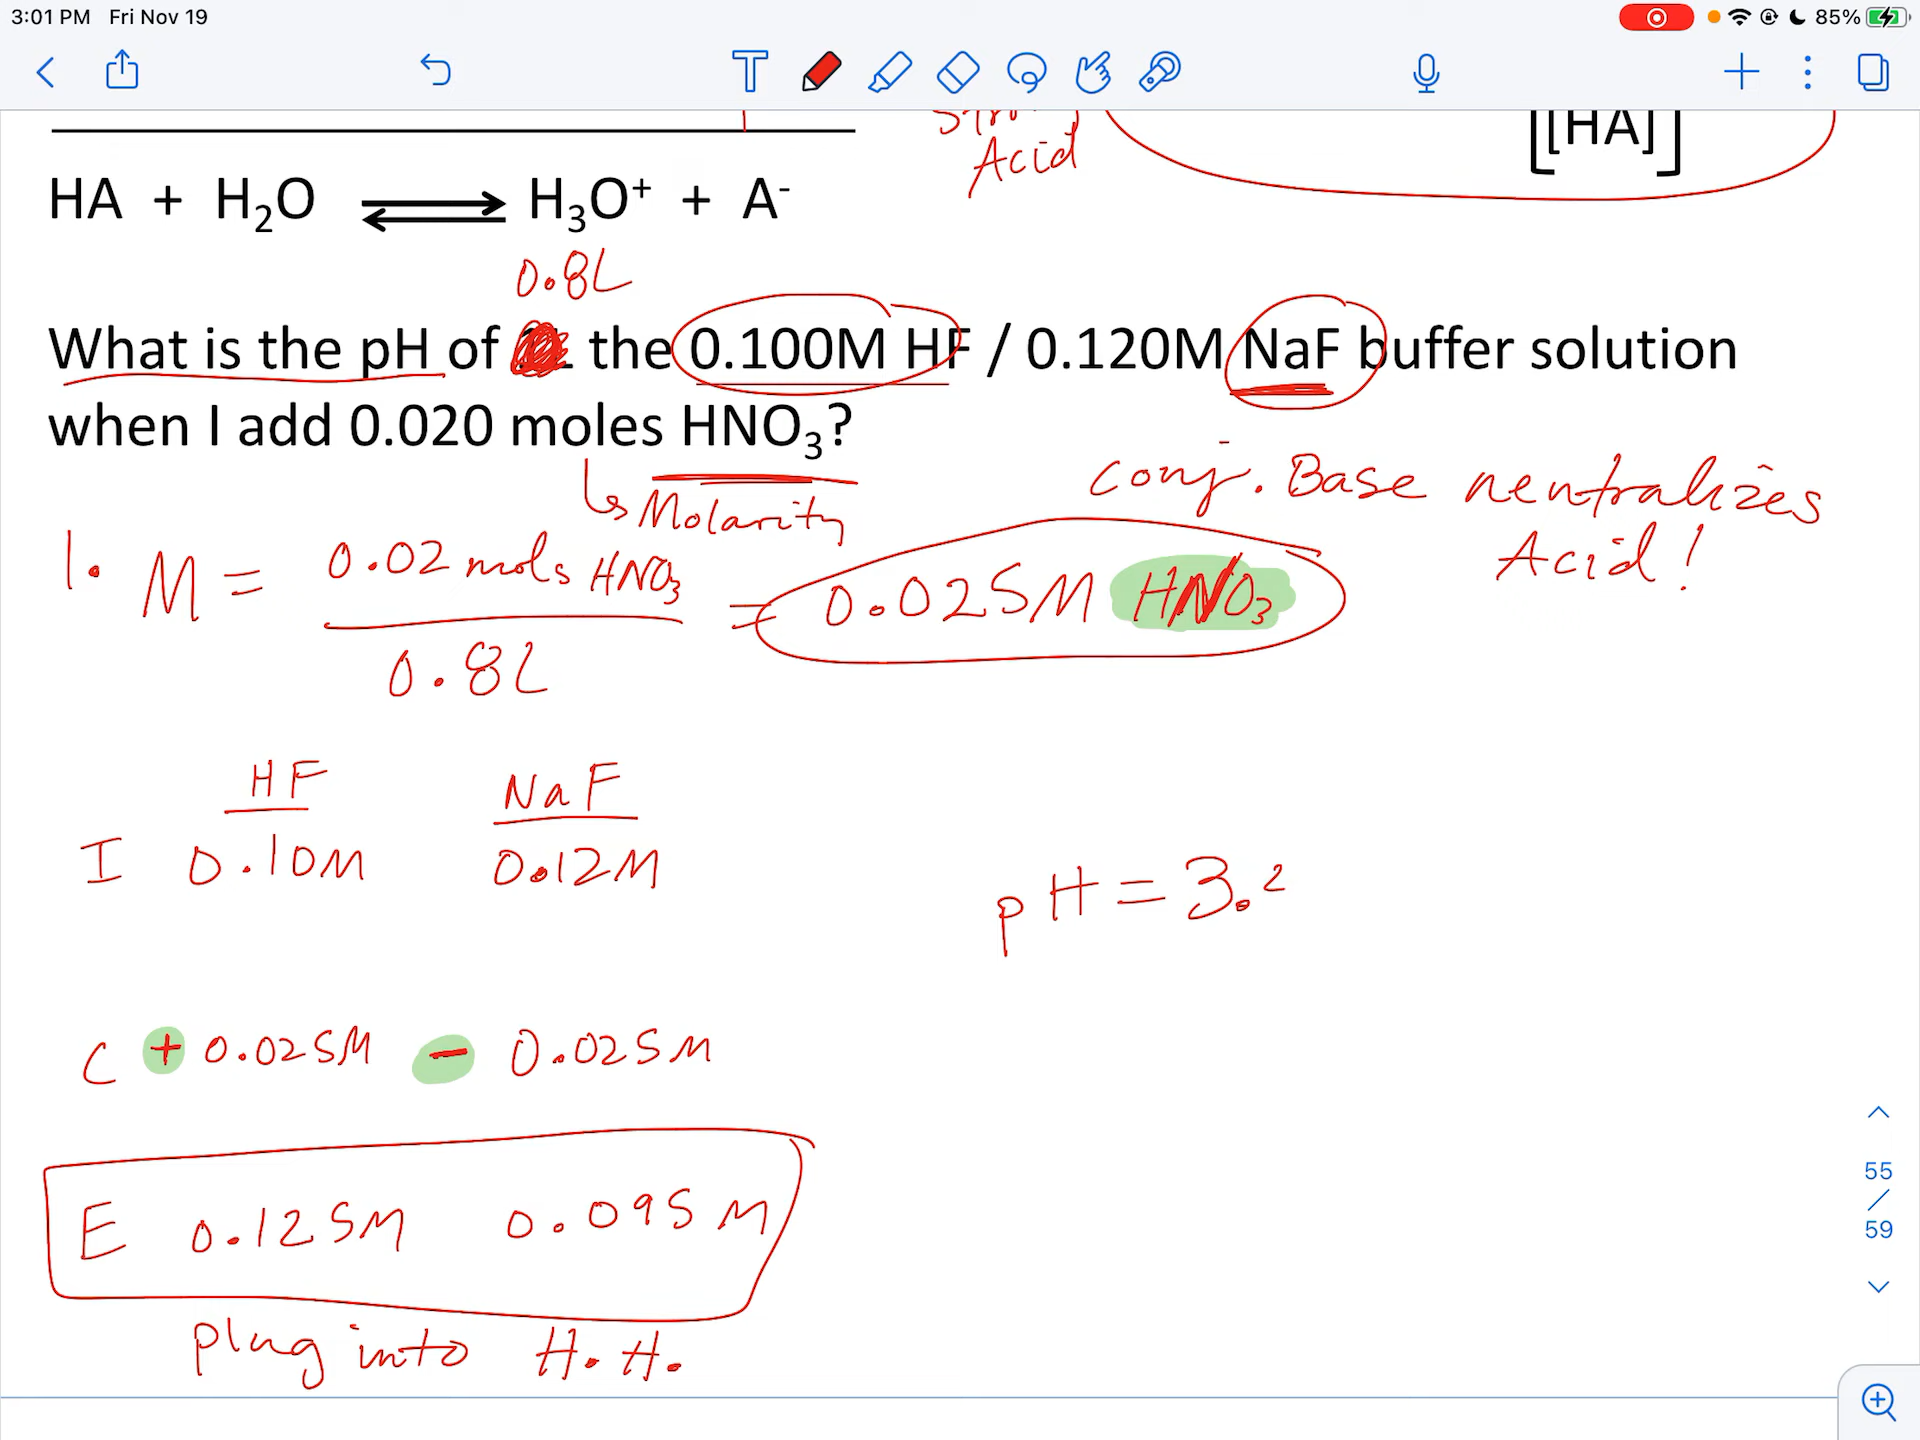 3:01 PM Fri Nov 19
85%
Acid
[[HA]]
HA + H₂O ⇌ H₃O⁺ + A⁻
0.8L
What is the pH of the 0.100M HF / 0.120M NaF buffer solution
when I add 0.020 moles HNO₃?
↳ Molarity
conj. Base neutralizes
Acid!
1. M = 0.02 mols HNO₃ / 0.8L = 0.025M HNO₃
HF NaF
I 0.10M 0.12M
pH = 3.2
C + 0.025M - 0.025M
E 0.125M 0.095M
plug into H.H.
55
/
59